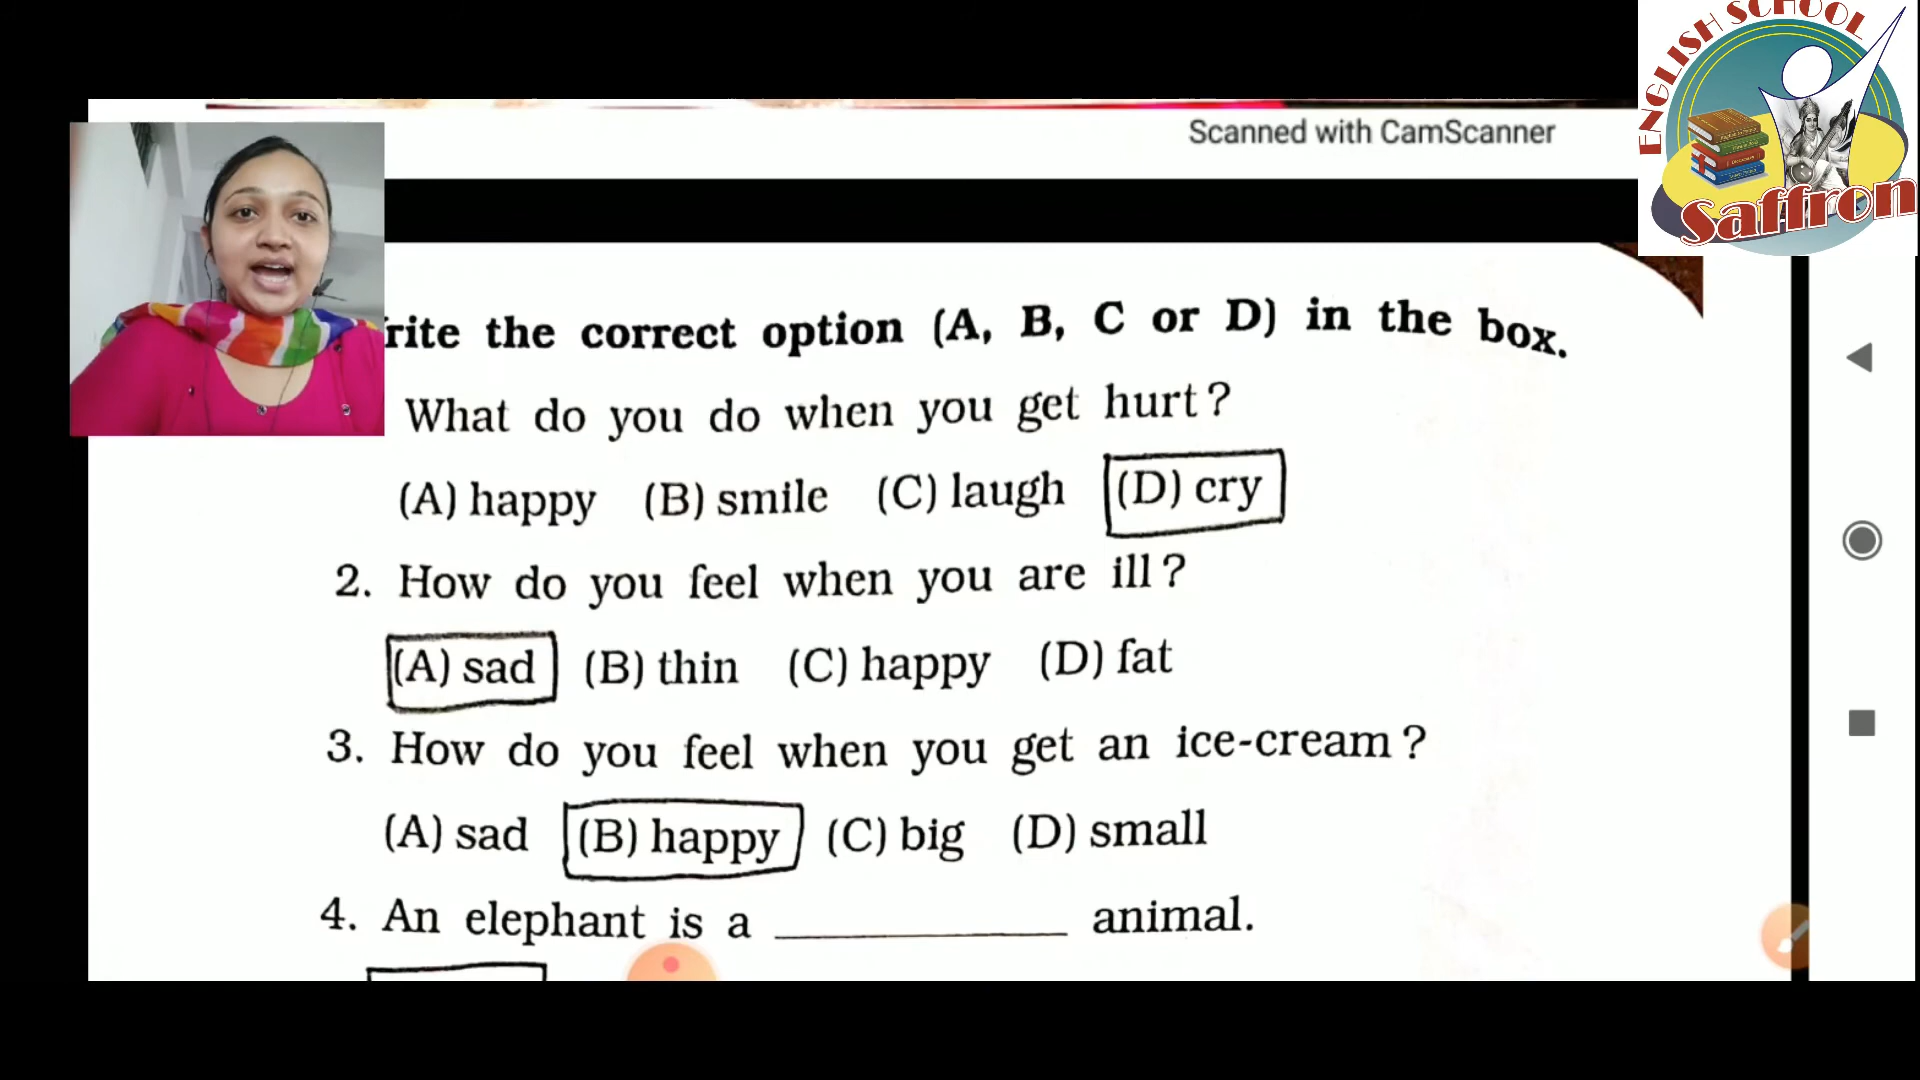 ENGLISH SCHOOL
Saffron
Scanned with CamScanner
rite the correct option (A, B, C or D) in the box.
What do you do when you get hurt?
(A) happy (B) smile (C) laugh (D) cry
2. How do you feel when you are ill?
(A) sad (B) thin (C) happy (D) fat
3. How do you feel when you get an ice-cream?
(A) sad (B) happy (C) big (D) small
4. An elephant is a __________ animal.